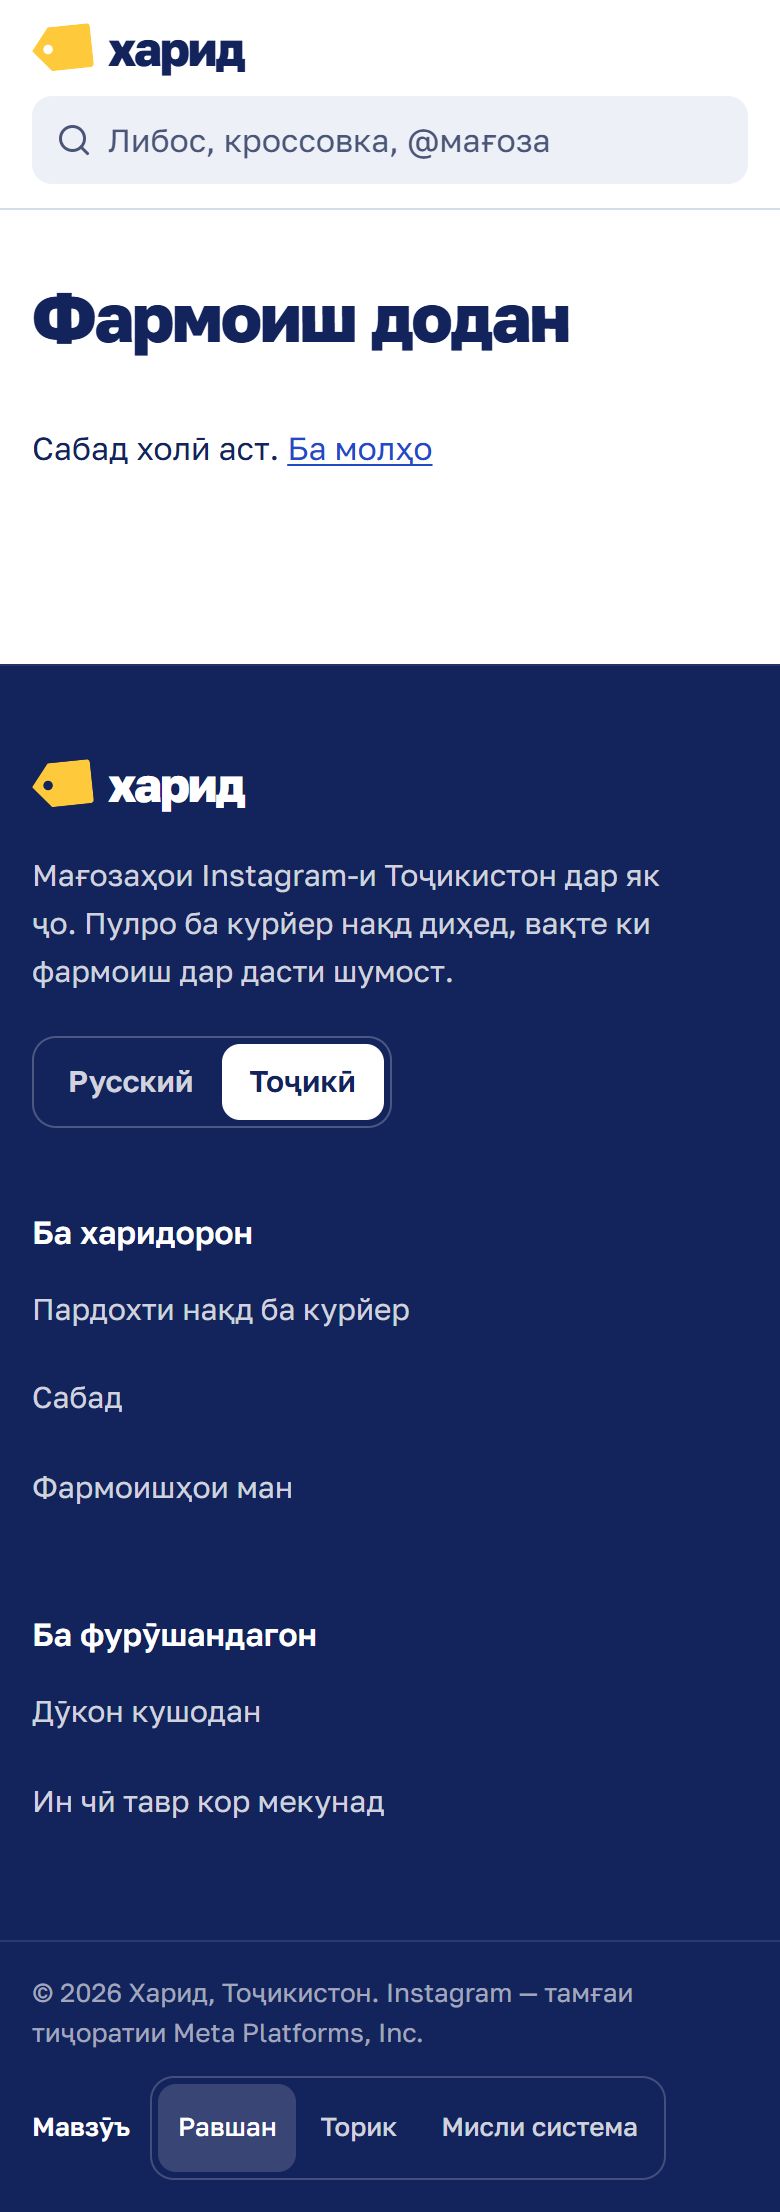 харид
Либос, кроссовка, @мағоза
Фармоиш додан
Сабад холӣ аст. Ба молҳо
харид
Мағозаҳои Instagram-и Тоҷикистон дар як
ҷо. Пулро ба курйер нақд диҳед, вақте ки
фармоиш дар дасти шумост.
Русский Тоҷикӣ
Ба харидорон
Пардохти нақд ба курйер
Сабад
Фармоишҳои ман
Ба фурӯшандагон
Дӯкон кушодан
Ин чӣ тавр кор мекунад
© 2026 Харид, Тоҷикистон. Instagram — тамғаи
тиҷоратии Meta Platforms, Inc.
Мавзӯъ Равшан Торик Мисли система